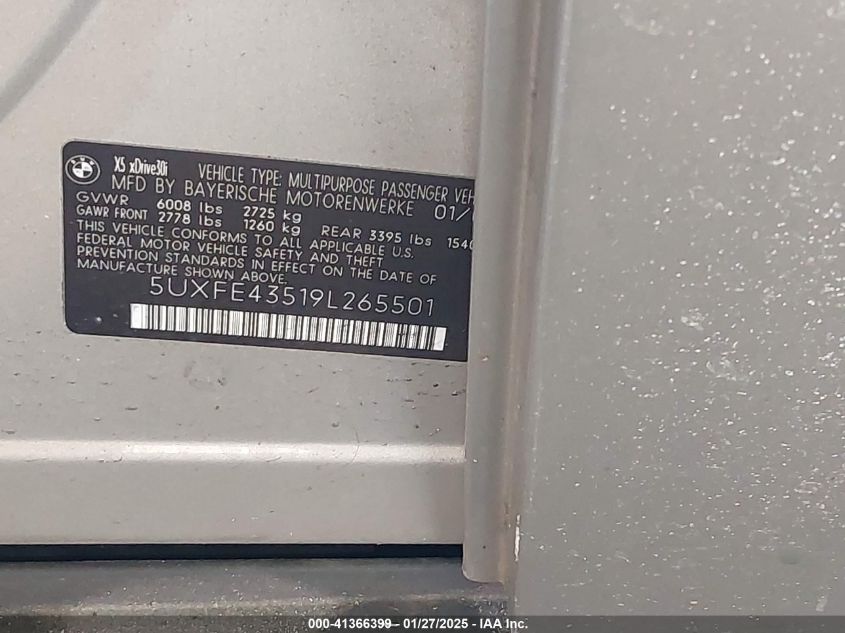 BMW
X5 xDrive30i VEHICLE TYPE: MULTIPURPOSE PASSENGER VEH
MFD BY BAYERISCHE MOTORENWERKE 01/
GVWR 6008 lbs 2725 kg
GAWR FRONT 2778 lbs 1260 kg REAR 3395 lbs 1540
THIS VEHICLE CONFORMS TO ALL APPLICABLE U.S.
FEDERAL MOTOR VEHICLE SAFETY AND THEFT
PREVENTION STANDARDS IN EFFECT ON THE DATE OF
MANUFACTURE ABOVE.
5UXFE43519L265501
000-41366399 - 01/27/2025 - IAA Inc.